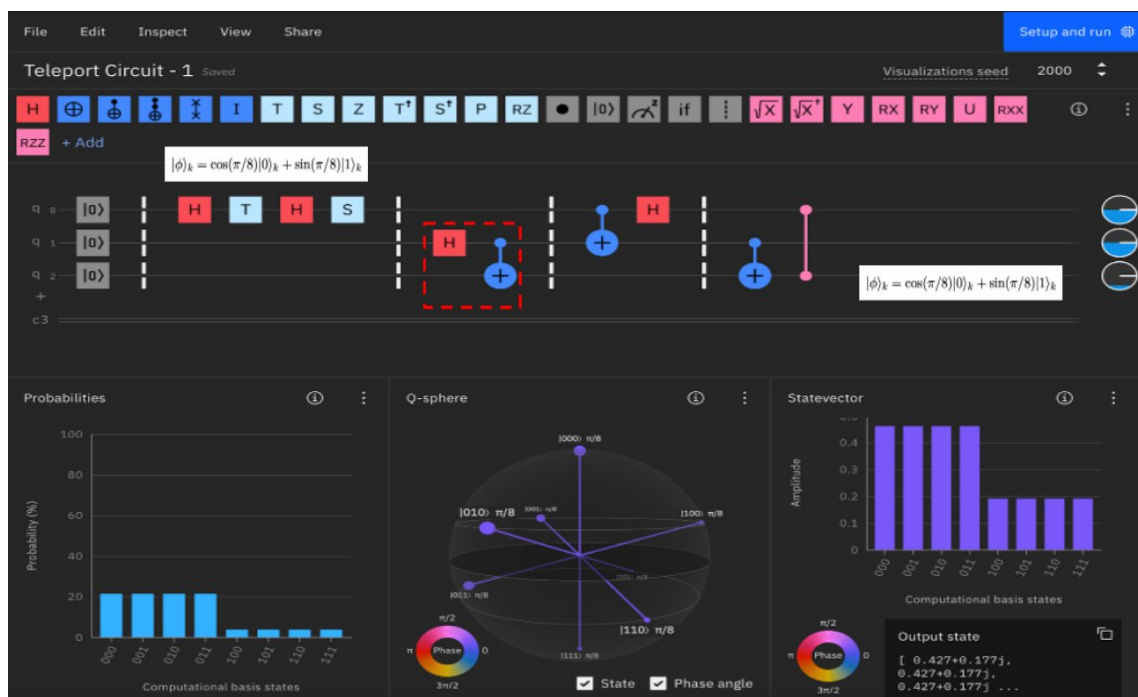 File Edit Inspect View Share Setup and run
Teleport Circuit - 1 Saved Visualizations seed 2000
H T S Z T† S† P RZ |0⟩ z if √X √X† Y RX RY U RXX
RZZ + Add
|ϕ⟩ₖ = cos(π/8)|0⟩ₖ + sin(π/8)|1⟩ₖ
q 0 |0⟩ H T H S H
q 1 |0⟩ H
q 2 |0⟩
|ϕ⟩ₖ = cos(π/8)|0⟩ₖ + sin(π/8)|1⟩ₖ
+
c3
Probabilities
100
80
60
40
20
0
Probability (%)
000 001 010 011 100 101 110 111
Computational basis states
Q-sphere
|000⟩ π/8
|010⟩ π/8
|001⟩ π/8
|100⟩ π/8
|011⟩ π/8
|101⟩ π/8
|110⟩ π/8
|111⟩ π/8
π/2
π Phase 0
3π/2
State Phase angle
Statevector
0.5
0.4
0.3
0.2
0.1
0
Amplitude
000 001 010 011 100 101 110 111
Computational basis states
π/2
π Phase 0
3π/2
Output state
[ 0.427+0.177j,
0.427+0.177j,
0.427+0.177j ...